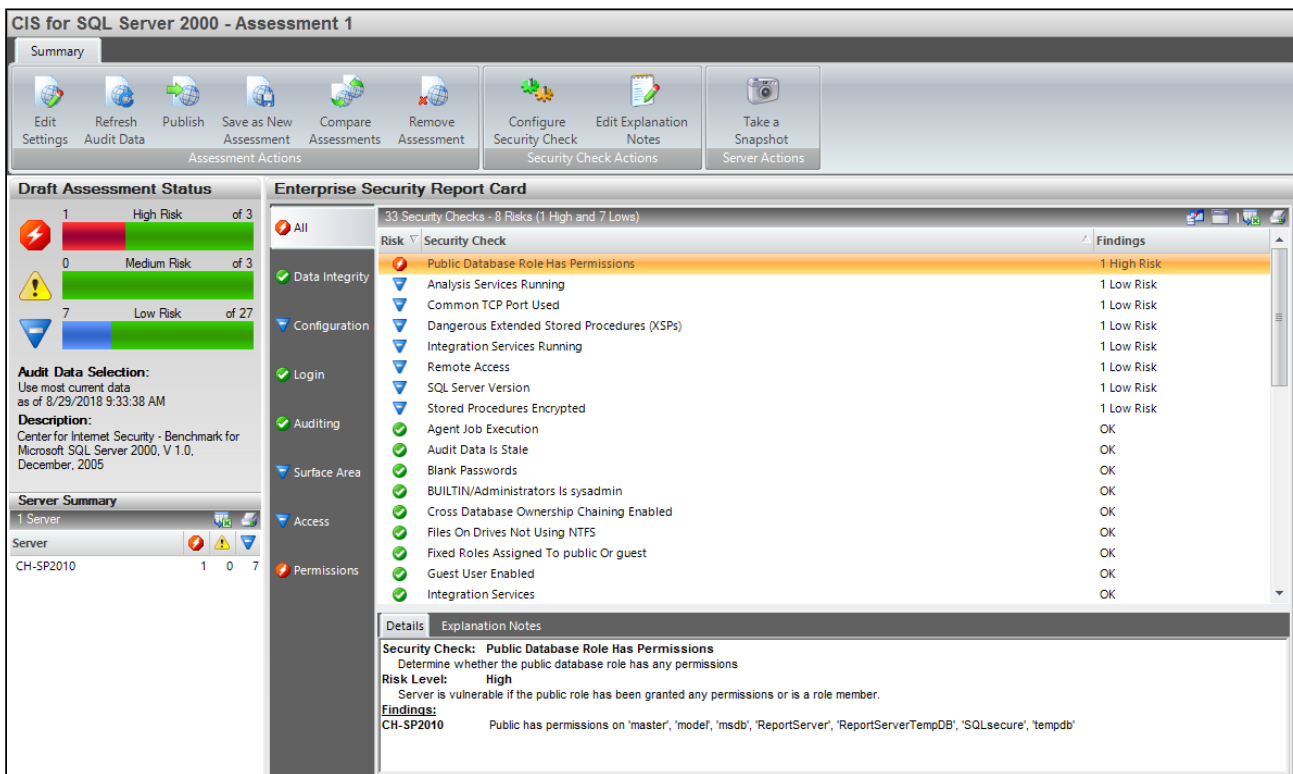 CIS for SQL Server 2000 - Assessment 1
Summary
Edit Settings
Refresh Audit Data
Publish
Save as New Assessment
Compare Assessments
Remove Assessment
Assessment Actions
Configure Security Check
Edit Explanation Notes
Security Check Actions
Take a Snapshot
Server Actions
Draft Assessment Status
1 High Risk of 3
0 Medium Risk of 3
7 Low Risk of 27
Audit Data Selection:
Use most current data
as of 8/29/2018 9:33:38 AM
Description:
Center for Internet Security - Benchmark for
Microsoft SQL Server 2000, V 1.0,
December, 2005
Server Summary
1 Server
Server
CH-SP2010 1 0 7
Enterprise Security Report Card
All
Data Integrity
Configuration
Login
Auditing
Surface Area
Access
Permissions
33 Security Checks - 8 Risks (1 High and 7 Lows)
Risk Security Check Findings
Public Database Role Has Permissions 1 High Risk
Analysis Services Running 1 Low Risk
Common TCP Port Used 1 Low Risk
Dangerous Extended Stored Procedures (XSPs) 1 Low Risk
Integration Services Running 1 Low Risk
Remote Access 1 Low Risk
SQL Server Version 1 Low Risk
Stored Procedures Encrypted 1 Low Risk
Agent Job Execution OK
Audit Data Is Stale OK
Blank Passwords OK
BUILTIN/Administrators Is sysadmin OK
Cross Database Ownership Chaining Enabled OK
Files On Drives Not Using NTFS OK
Fixed Roles Assigned To public Or guest OK
Guest User Enabled OK
Integration Services OK
Details Explanation Notes
Security Check: Public Database Role Has Permissions
Determine whether the public database role has any permissions
Risk Level: High
Server is vulnerable if the public role has been granted any permissions or is a role member.
Findings:
CH-SP2010 Public has permissions on 'master', 'model', 'msdb', 'ReportServer', 'ReportServerTempDB', 'SQLsecure', 'tempdb'